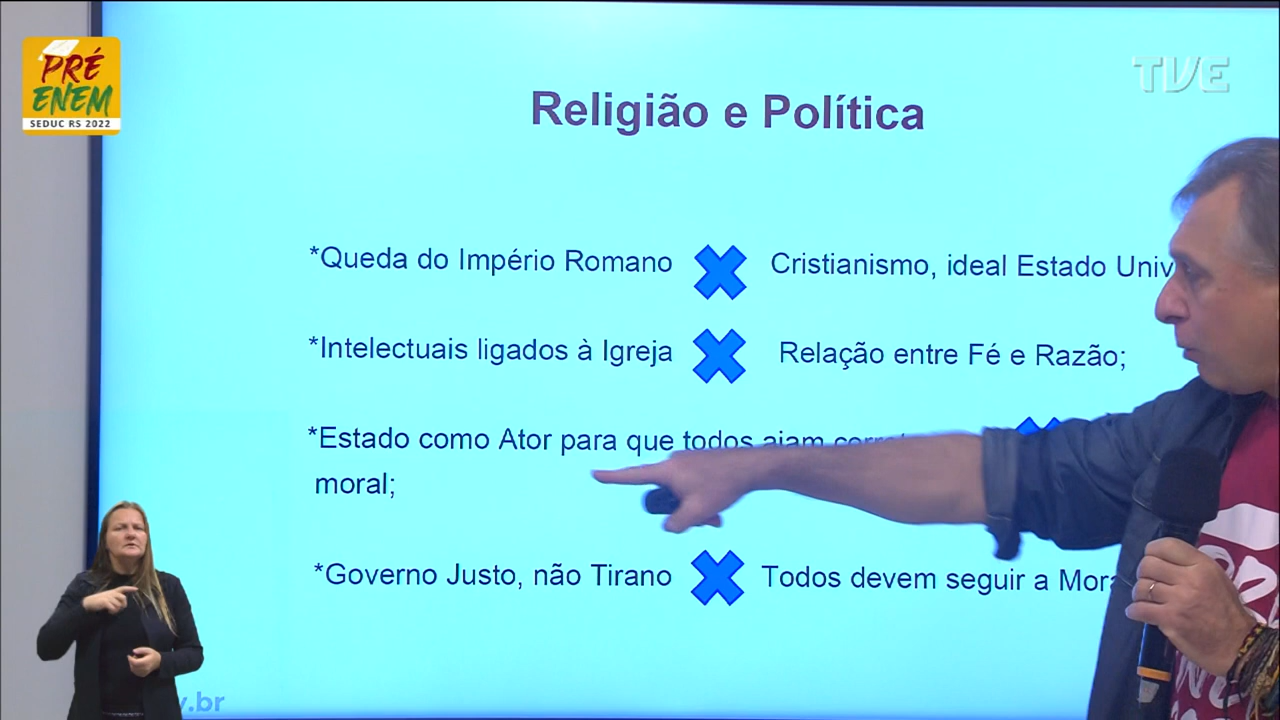 PRÉ
ENEM
SEDUC RS 2022
TVE
Religião e Política
*Queda do Império Romano Cristianismo, ideal Estado Univ
*Intelectuais ligados à Igreja Relação entre Fé e Razão;
*Estado como Ator para que todos ajam
moral;
*Governo Justo, não Tirano Todos devem seguir a Mora
.br